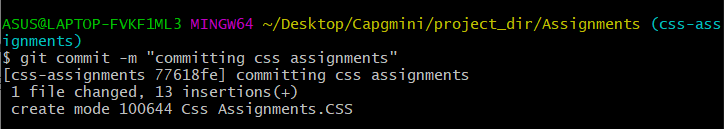 ASUS@LAPTOP-FVKF1ML3 MINGW64 ~/Desktop/Capgmini/project_dir/Assignments (css-ass
ignments)
$ git commit -m "committing css assignments"
[css-assignments 77618fe] committing css assignments
 1 file changed, 13 insertions(+)
 create mode 100644 Css Assignments.CSS